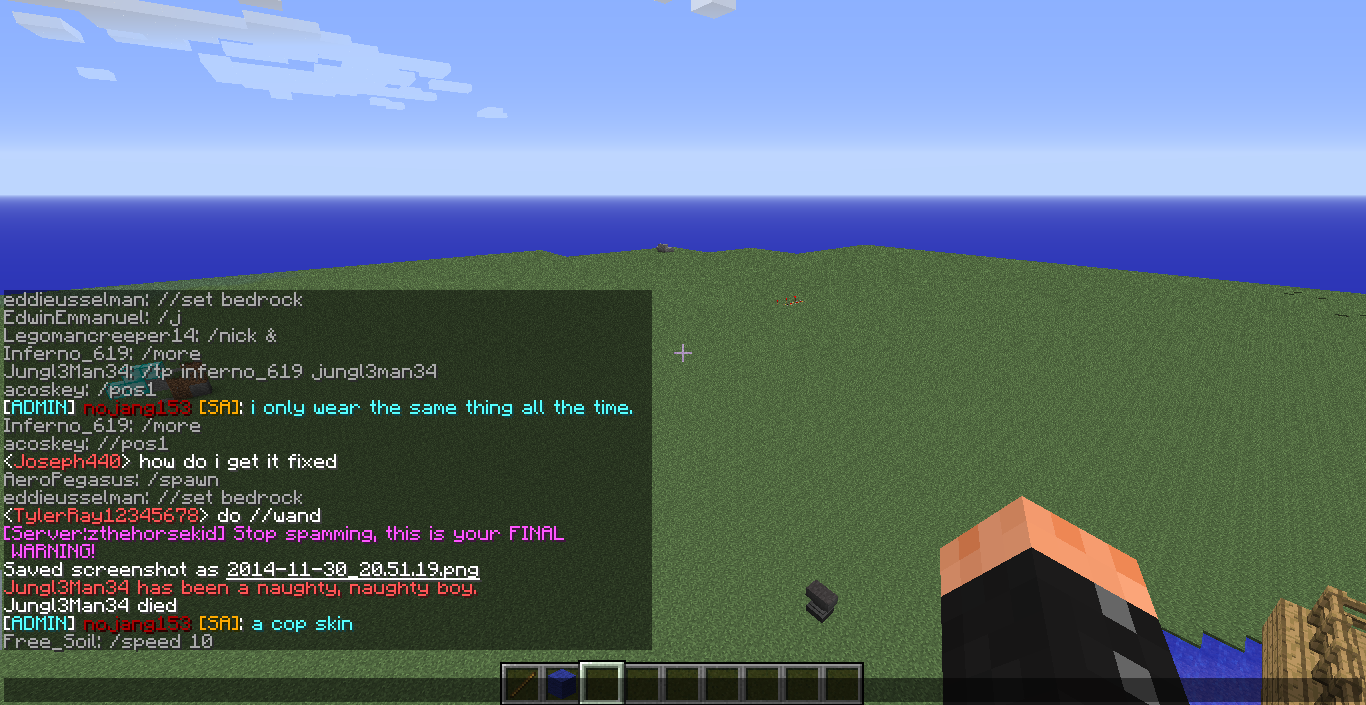 eddieusselman: //set bedrock
EdwinEmmanuel: /j
Legomancreeper14: /nick &
Inferno_619: /more
Jungl3Man34: /tp inferno_619 jungl3man34
acoskey: /pos1
[ADMIN] nojang153 [SA]: i only wear the same thing all the time.
Inferno_619: /more
acoskey: //pos1
<Joseph440> how do i get it fixed
AeroPegasus: /spawn
eddieusselman: //set bedrock
<TylerRay12345678> do //wand
[Server:zthehorsekid] Stop spamming, this is your FINAL
WARNING!
Saved screenshot as 2014-11-30_20.51.19.png
Jungl3Man34 has been a naughty, naughty boy.
Jungl3Man34 died
[ADMIN] nojang153 [SA]: a cop skin
Free_Soil: /speed 10